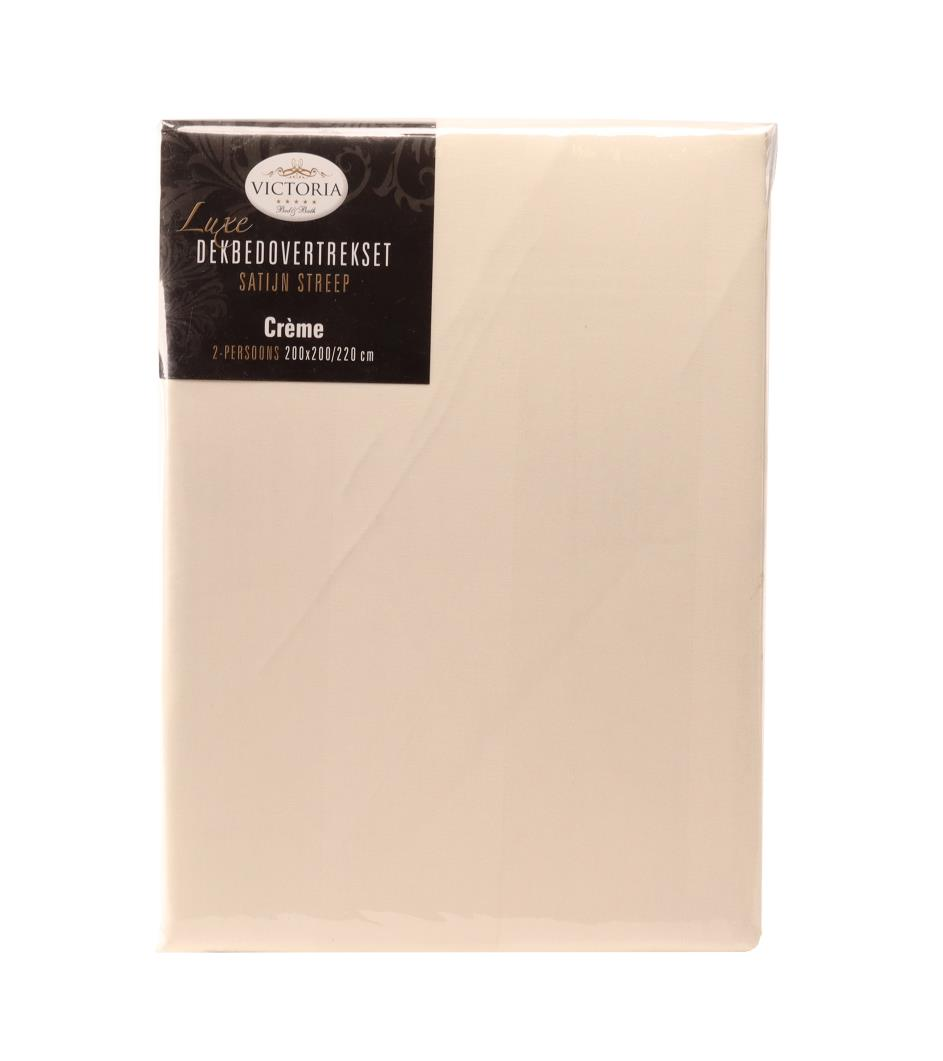 VICTORIA
Bed & Bath
Luxe
DEKBEDOVERTREKSET
SATIJN STREEP
Crème
2-PERSOONS 200x200/220 cm